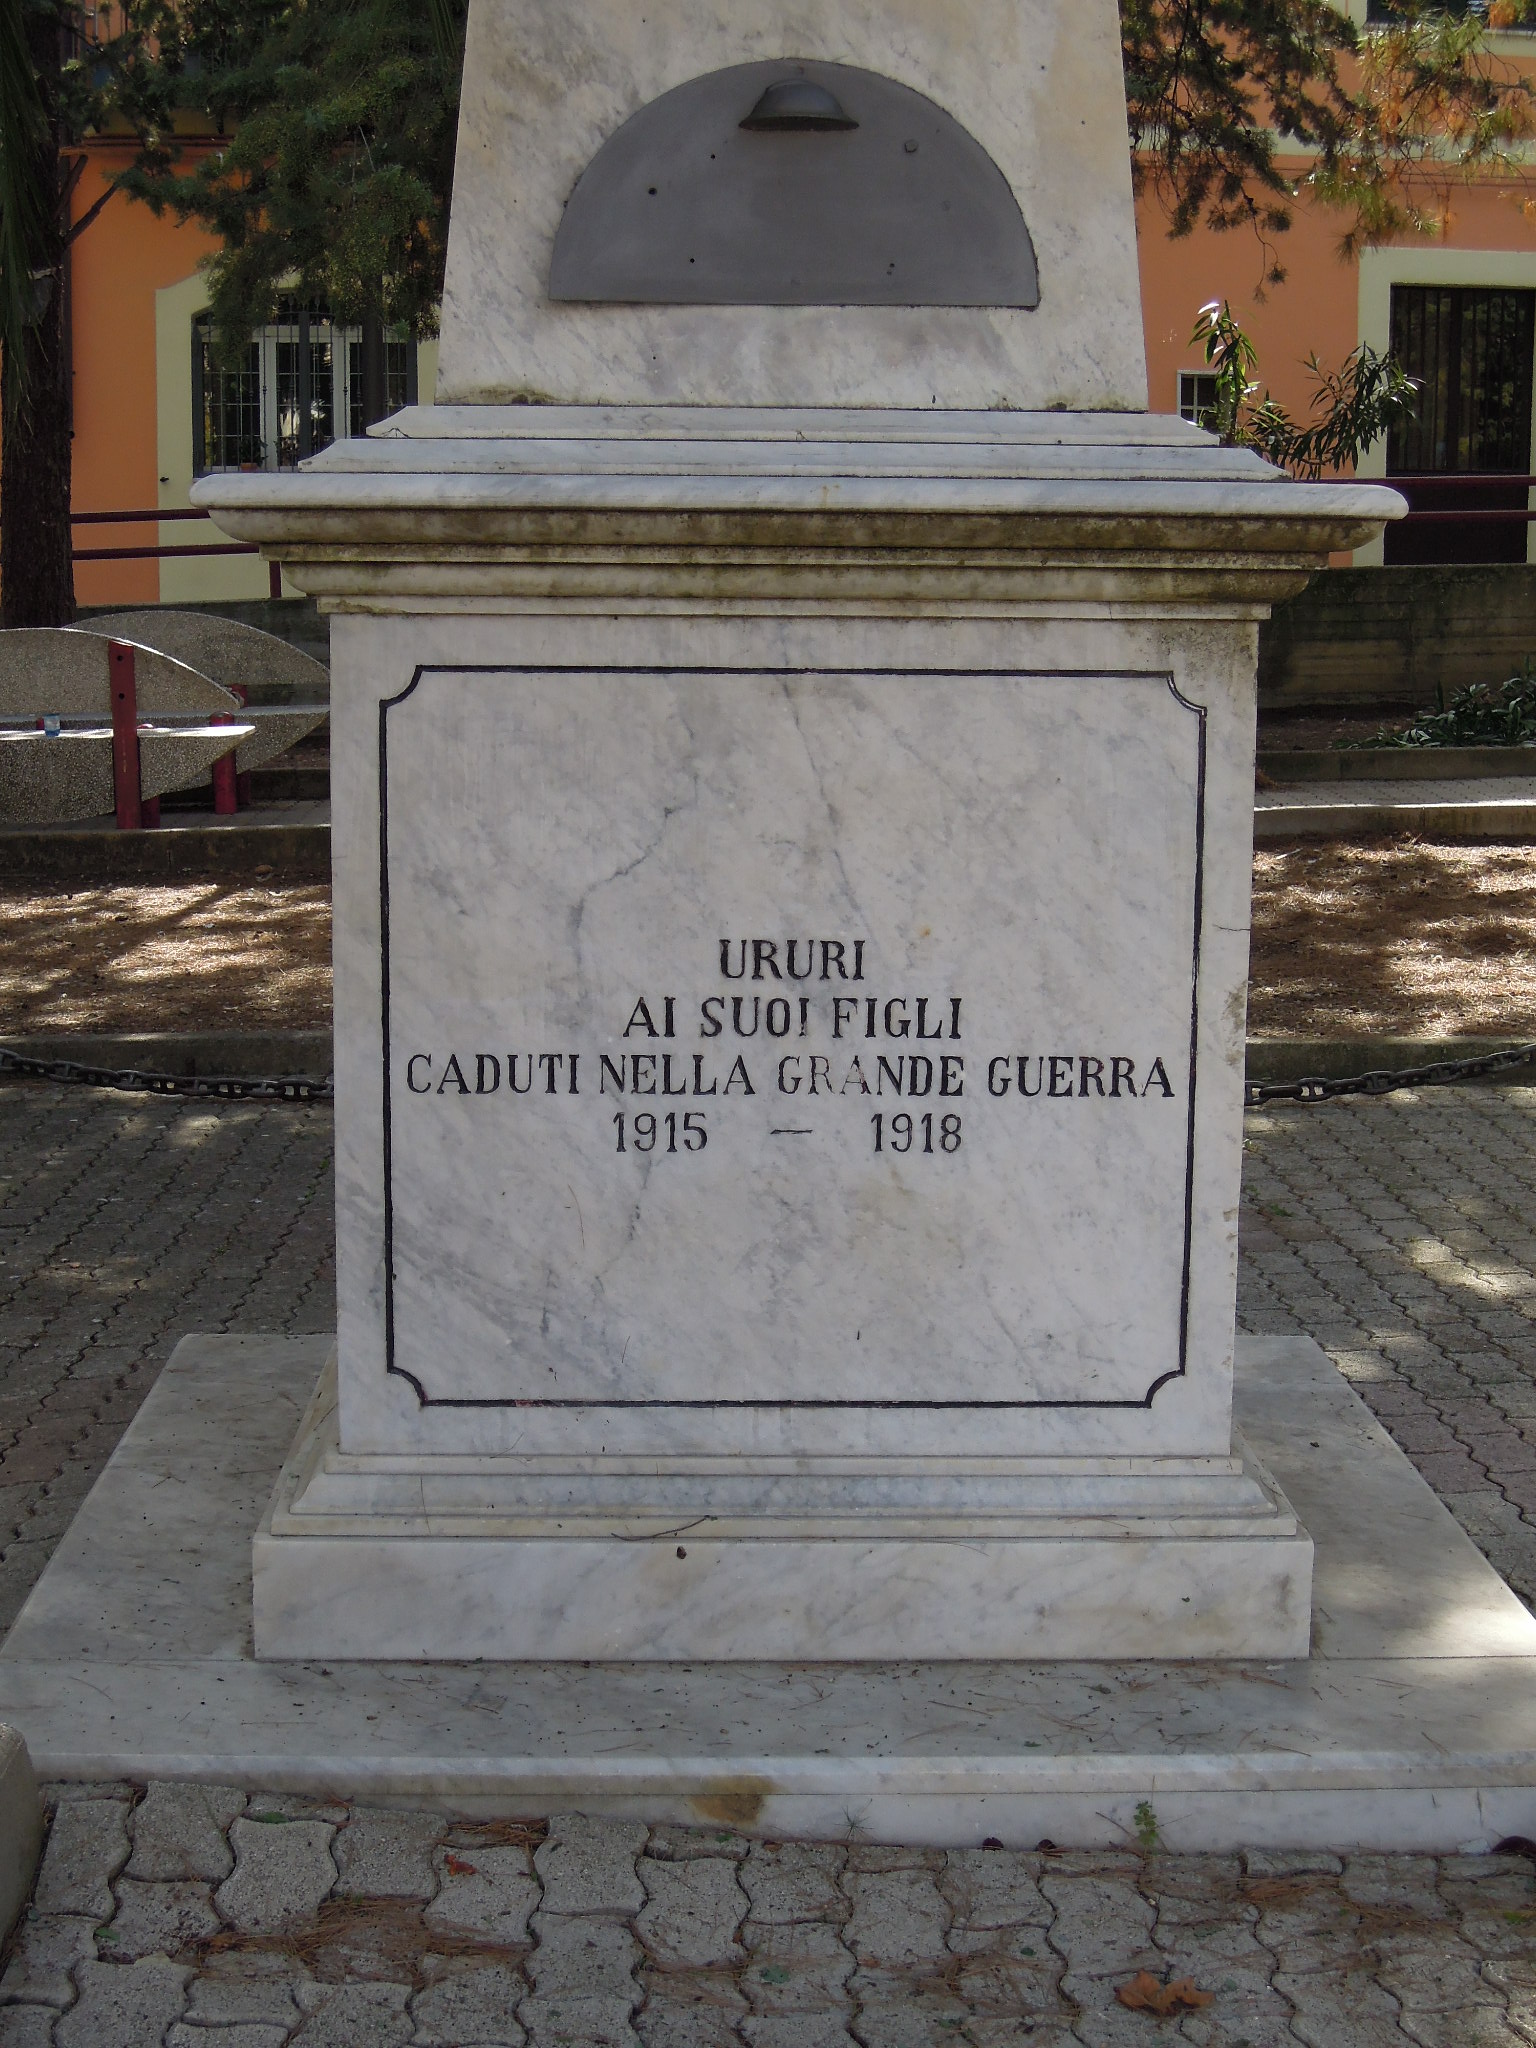 URURI
AI SUOI FIGLI
CADUTI NELLA GRANDE GUERRA
1915 — 1918